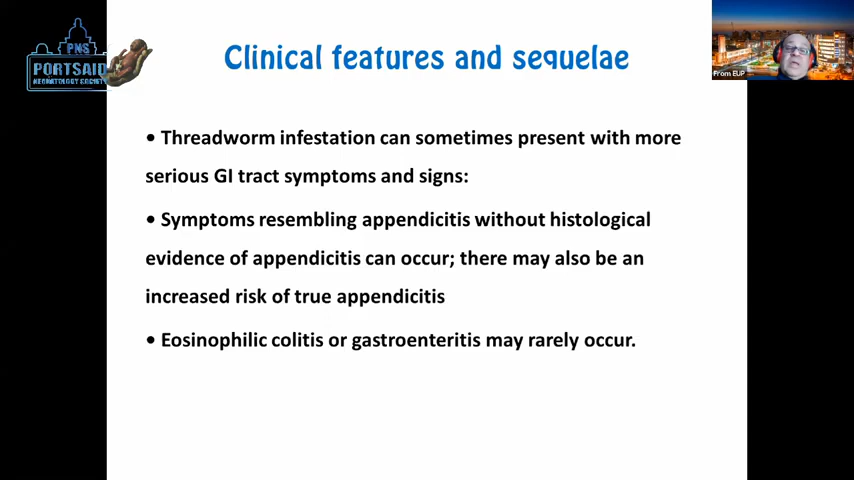 PNS
PORTSAID
NEONATOLOGY SOCIETY
Clinical features and sequelae
From EUP
• Threadworm infestation can sometimes present with more
serious GI tract symptoms and signs:
• Symptoms resembling appendicitis without histological
evidence of appendicitis can occur; there may also be an
increased risk of true appendicitis
• Eosinophilic colitis or gastroenteritis may rarely occur.